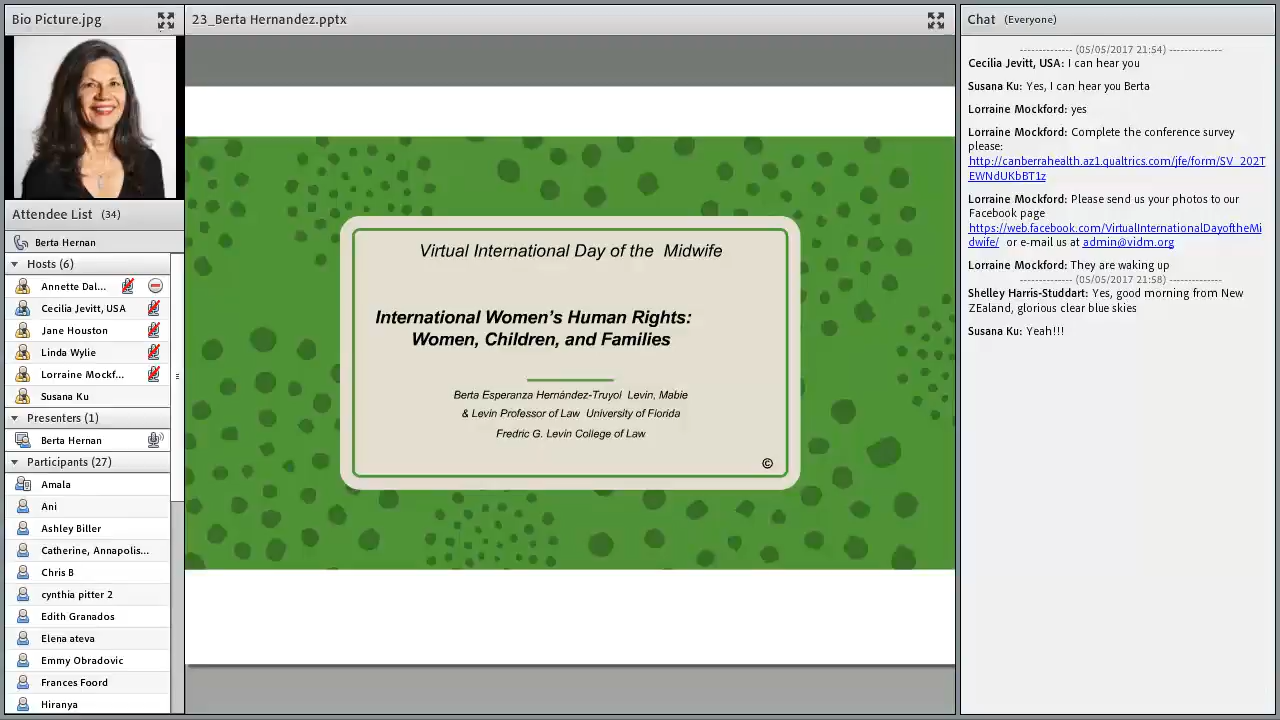 Bio Picture.jpg
Attendee List (34)
Berta Hernan
Hosts (6)
Annette Dal...
Cecilia Jevitt, USA
Jane Houston
Linda Wylie
Lorraine Mockf...
Susana Ku
Presenters (1)
Berta Hernan
Participants (27)
Amala
Ani
Ashley Biller
Catherine, Annapolis...
Chris B
cynthia pitter 2
Edith Granados
Elena ateva
Emmy Obradovic
Frances Foord
Hiranya
23_Berta Hernandez.pptx
Virtual International Day of the Midwife
International Women's Human Rights:
Women, Children, and Families
Berta Esperanza Hernández-Truyol Levin, Mabie
& Levin Professor of Law University of Florida
Fredric G. Levin College of Law
©
Chat (Everyone)
-------------- (05/05/2017 21:54) --------------
Cecilia Jevitt, USA: I can hear you
Susana Ku: Yes, I can hear you Berta
Lorraine Mockford: yes
Lorraine Mockford: Complete the conference survey
please:
http://canberrahealth.az1.qualtrics.com/jfe/form/SV_202T
EWNdUKbBT1z
Lorraine Mockford: Please send us your photos to our
Facebook page
https://web.facebook.com/VirtualInternationalDayoftheMi
dwife/ or e-mail us at admin@vidm.org
Lorraine Mockford: They are waking up
-------------- (05/05/2017 21:58) --------------
Shelley Harris-Studdart: Yes, good morning from New
ZEaland, glorious clear blue skies
Susana Ku: Yeah!!!